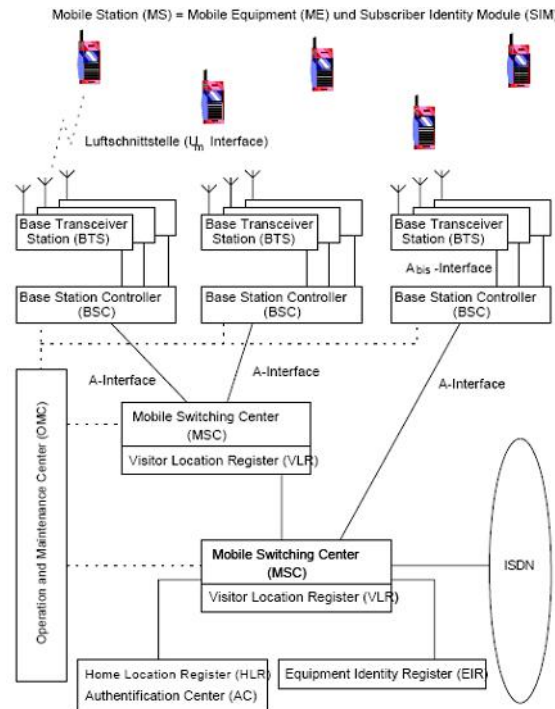 Mobile Station (MS) = Mobile Equipment (ME) und Subscriber Identity Module (SIM)
Luftschnittstelle (Um Interface)
Base Transceiver
Station (BTS)
Base Transceiver
Station (BTS)
Base Transceiver
Station (BTS)
Abis -Interface
Base Station Controller
(BSC)
Base Station Controller
(BSC)
Base Station Controller
(BSC)
A-Interface
A-Interface
A-Interface
Operation and Maintenance Center (OMC)
Mobile Switching Center
(MSC)
Visitor Location Register (VLR)
Mobile Switching Center
(MSC)
Visitor Location Register (VLR)
ISDN
Home Location Register (HLR)
Authentification Center (AC)
Equipment Identity Register (EIR)